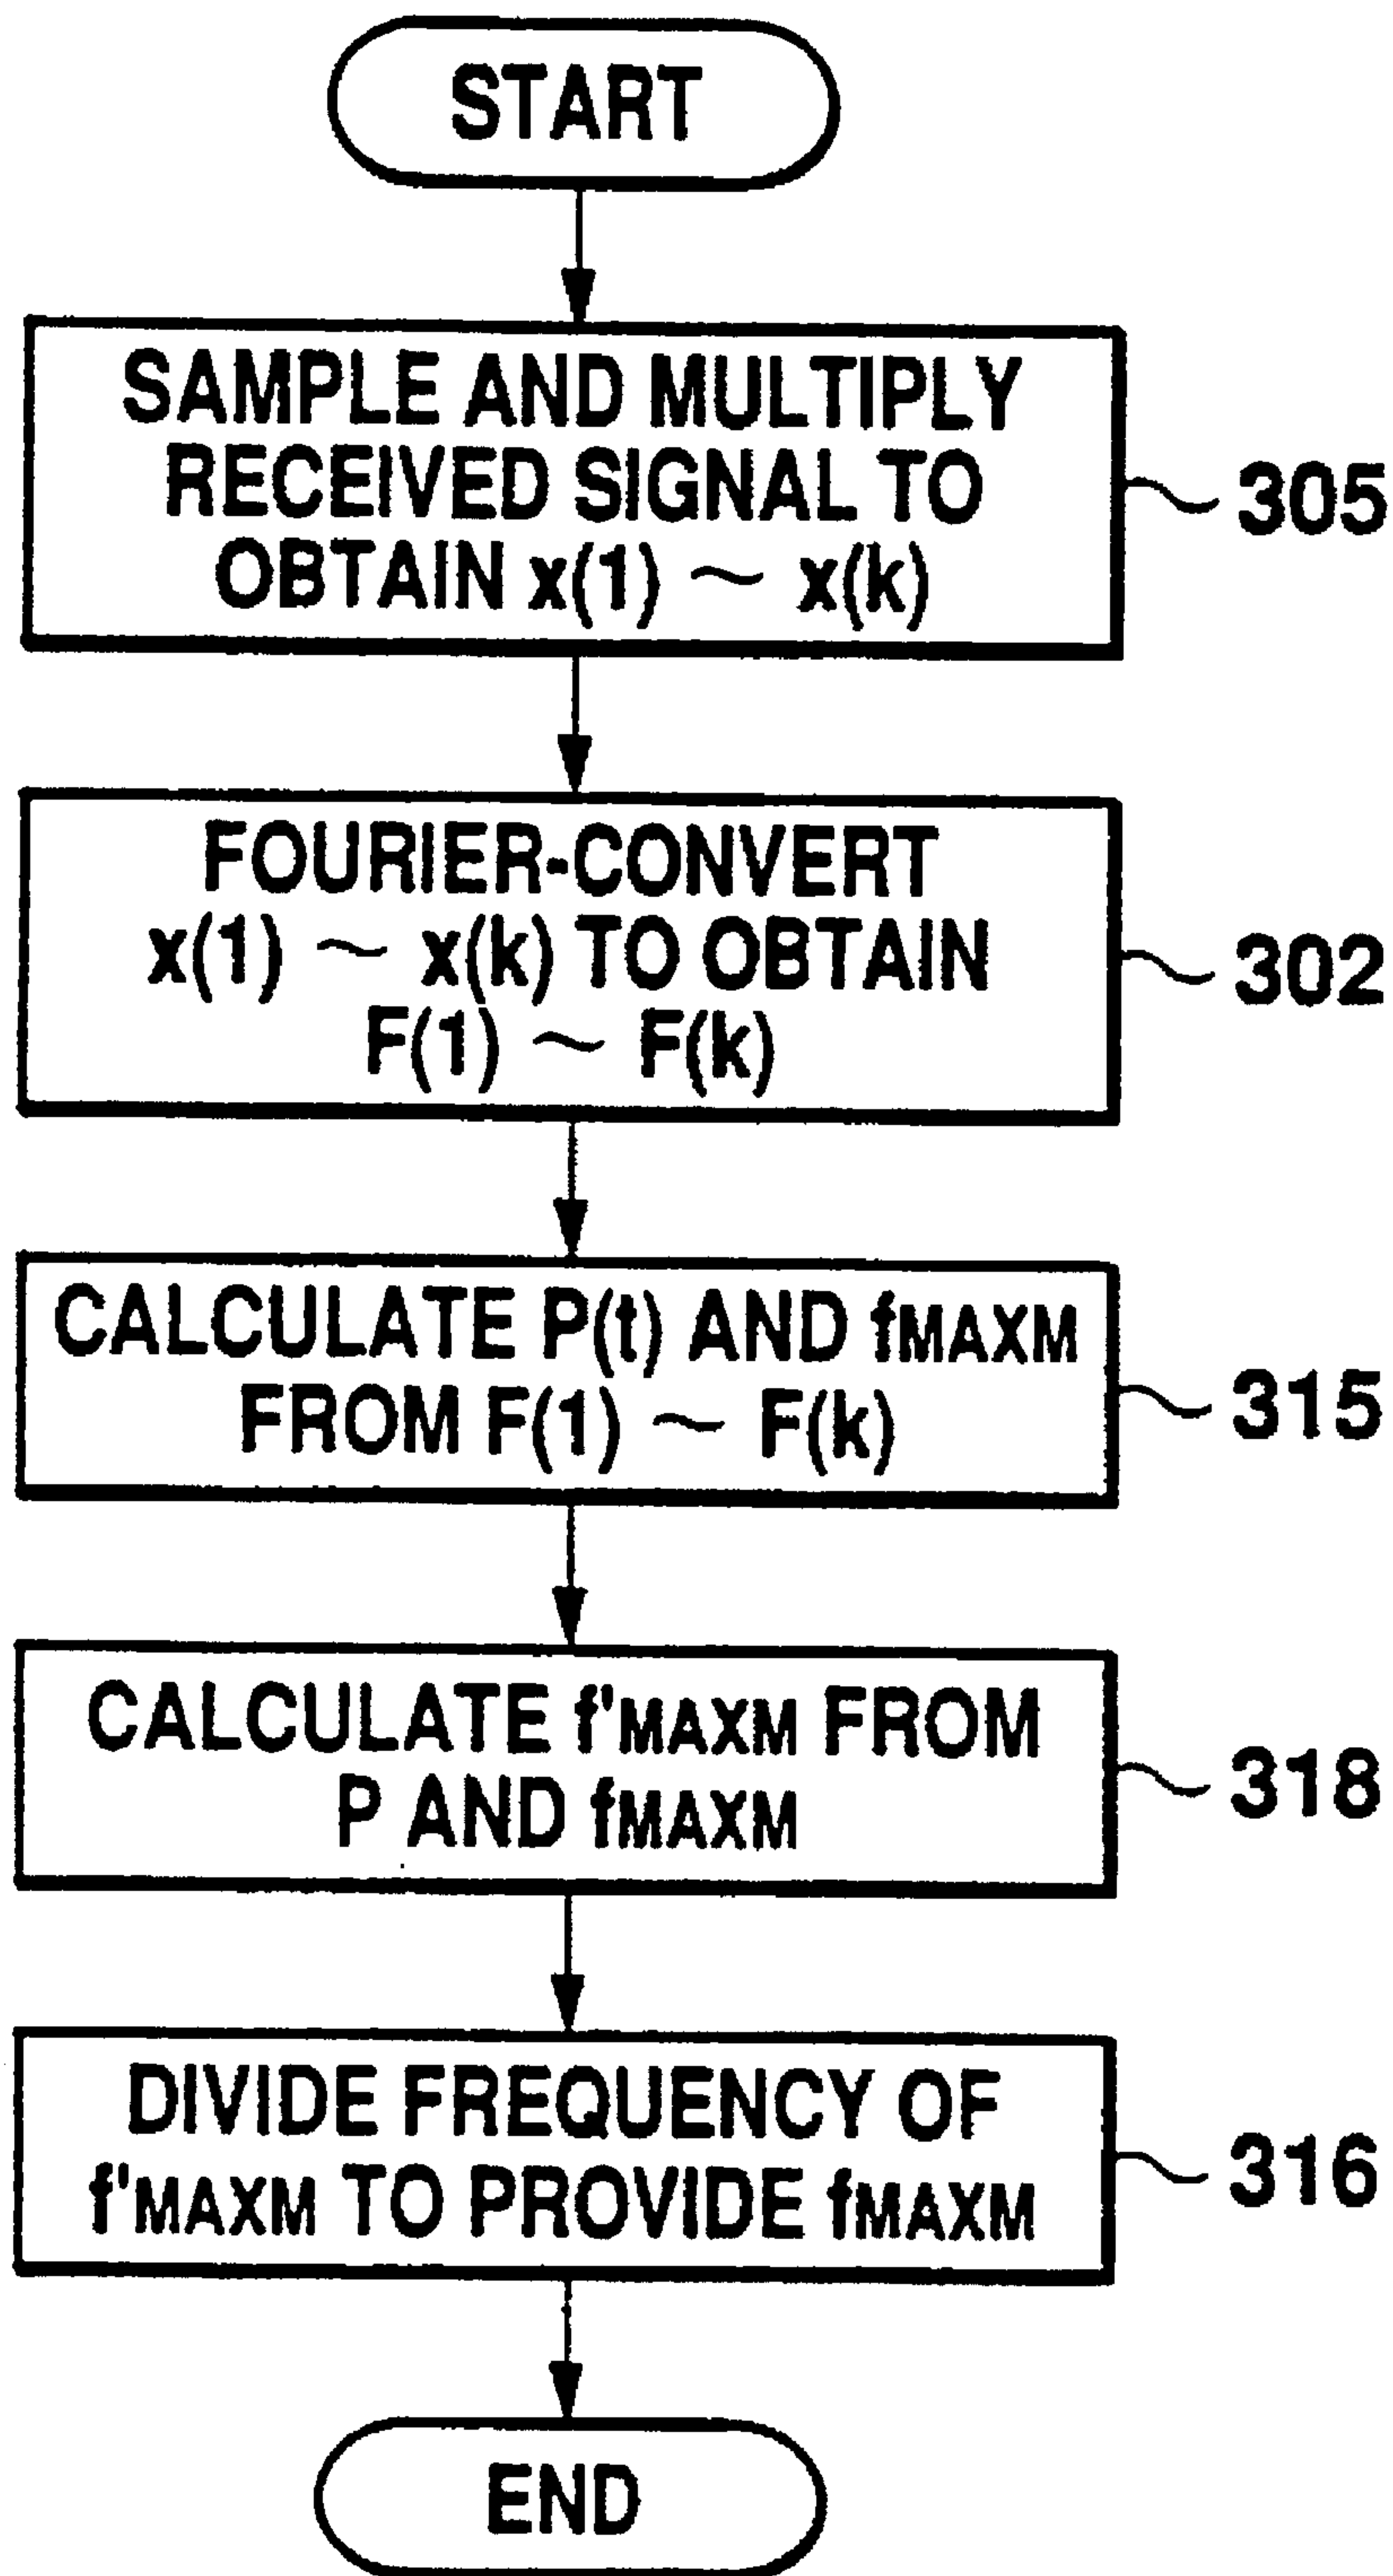 START
SAMPLE AND MULTIPLY
RECEIVED SIGNAL TO
OBTAIN x(1) ~ x(k)
305
FOURIER-CONVERT
x(1) ~ x(k) TO OBTAIN
F(1) ~ F(k)
302
CALCULATE P(t) AND fMAXM
FROM F(1) ~ F(k)
315
CALCULATE f'MAXM FROM
P AND fMAXM
318
DIVIDE FREQUENCY OF
f'MAXM TO PROVIDE fMAXM
316
END